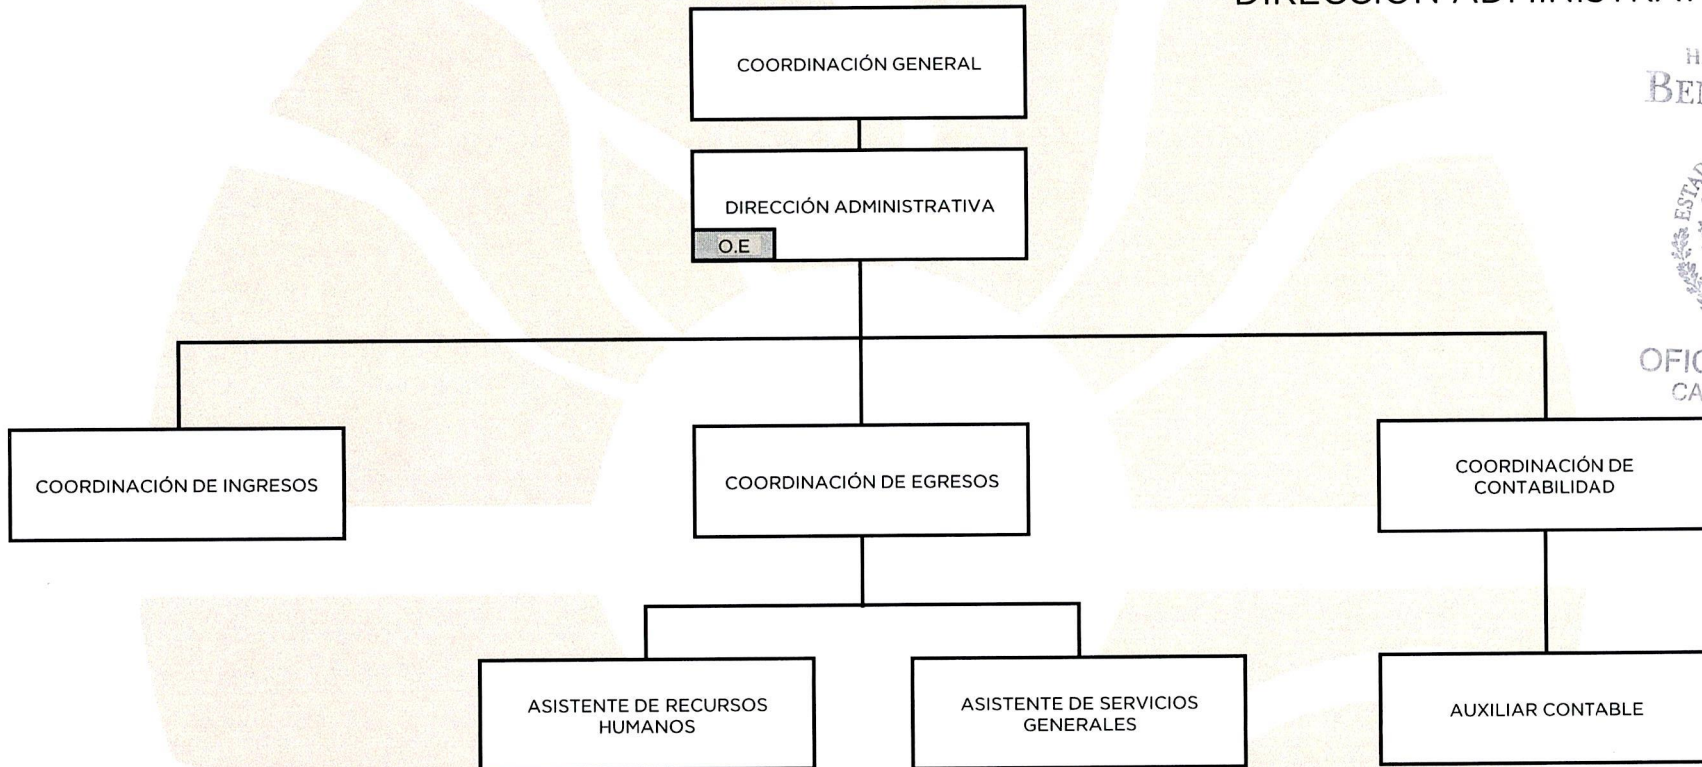 COORDINACIÓN GENERAL
DIRECCIÓN ADMINISTRATIVA
O.E
COORDINACIÓN DE INGRESOS
COORDINACIÓN DE EGRESOS
COORDINACIÓN DE
CONTABILIDAD
ASISTENTE DE RECURSOS
HUMANOS
ASISTENTE DE SERVICIOS
GENERALES
AUXILIAR CONTABLE